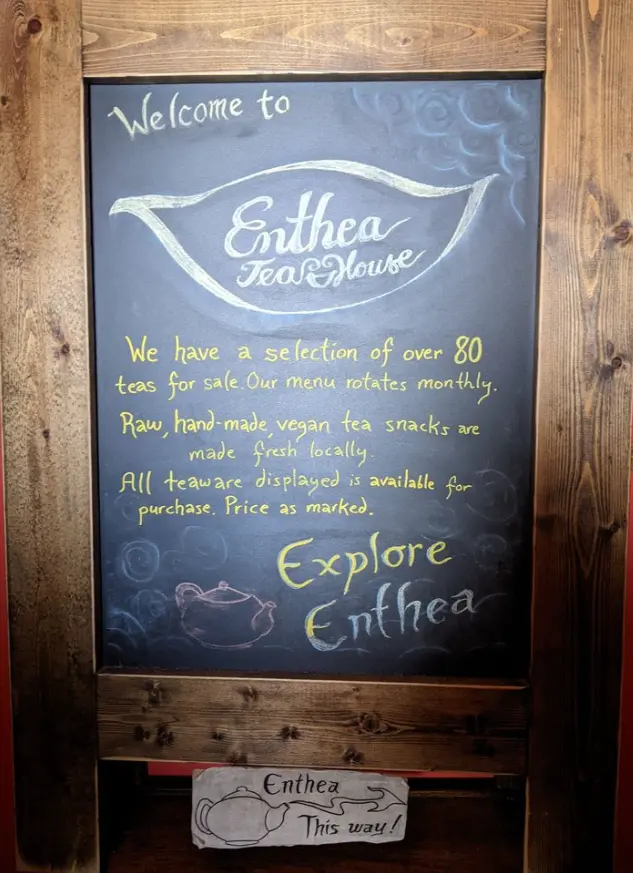 Welcome to
Enthea
Tea House
We have a selection of over 80
teas for sale. Our menu rotates monthly.
Raw, hand-made, vegan tea snacks are
made fresh locally.
All teaware displayed is available for
purchase. Price as marked.
Explore
Enthea
Enthea
This way!